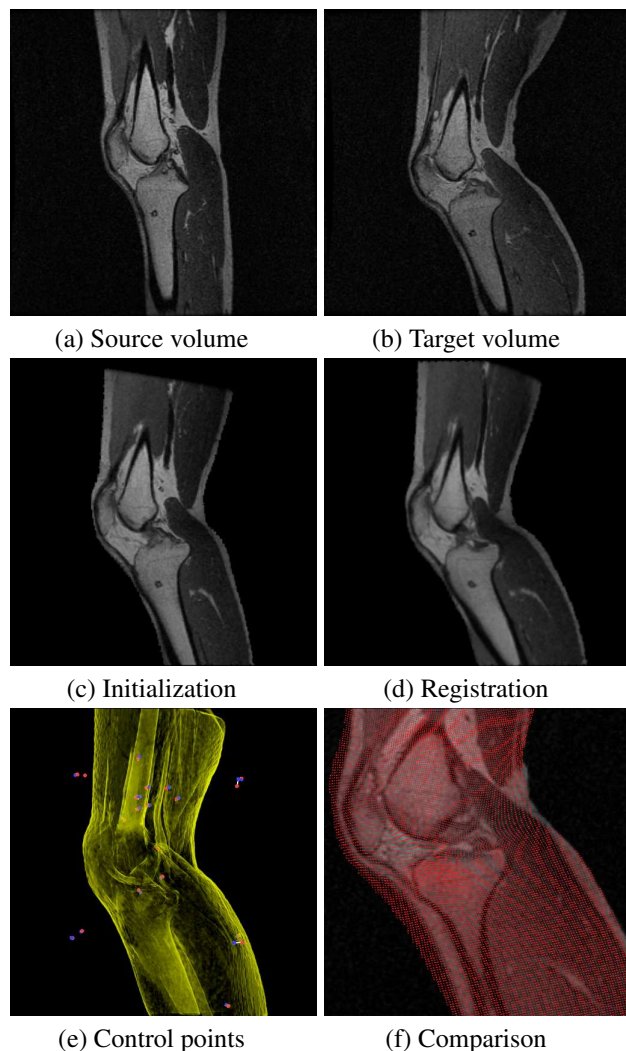 (a) Source volume
(b) Target volume
(c) Initialization
(d) Registration
(e) Control points
(f) Comparison